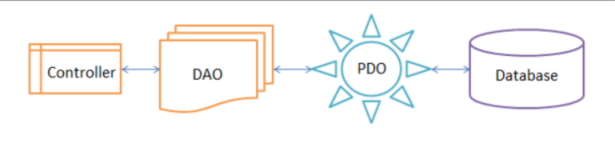 Controller
DAO
PDO
Database